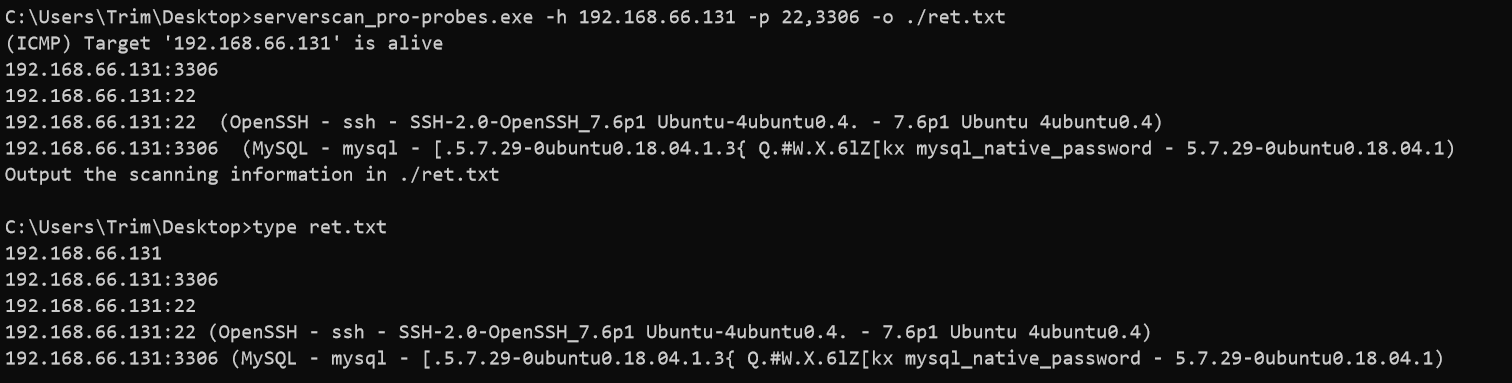 C:\Users\Trim\Desktop>serverscan_pro-probes.exe -h 192.168.66.131 -p 22,3306 -o ./ret.txt
(ICMP) Target '192.168.66.131' is alive
192.168.66.131:3306
192.168.66.131:22
192.168.66.131:22  (OpenSSH - ssh - SSH-2.0-OpenSSH_7.6p1 Ubuntu-4ubuntu0.4. - 7.6p1 Ubuntu 4ubuntu0.4)
192.168.66.131:3306  (MySQL - mysql - [.5.7.29-0ubuntu0.18.04.1.3{ Q.#W.X.6lZ[kx mysql_native_password - 5.7.29-0ubuntu0.18.04.1)
Output the scanning information in ./ret.txt
C:\Users\Trim\Desktop>type ret.txt
192.168.66.131
192.168.66.131:3306
192.168.66.131:22
192.168.66.131:22 (OpenSSH - ssh - SSH-2.0-OpenSSH_7.6p1 Ubuntu-4ubuntu0.4. - 7.6p1 Ubuntu 4ubuntu0.4)
192.168.66.131:3306 (MySQL - mysql - [.5.7.29-0ubuntu0.18.04.1.3{ Q.#W.X.6lZ[kx mysql_native_password - 5.7.29-0ubuntu0.18.04.1)